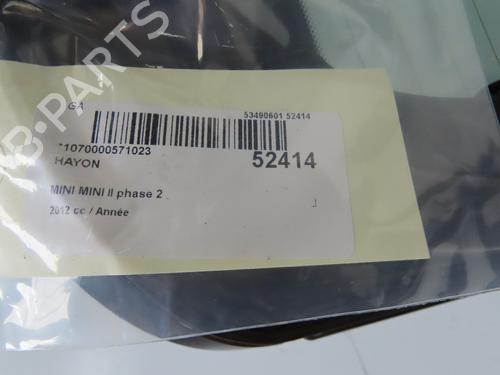 GA
53490601 52414
*1070000571023
HAYON
52414
MINI MINI II phase 2
2012 cc / Année
B-PARTS